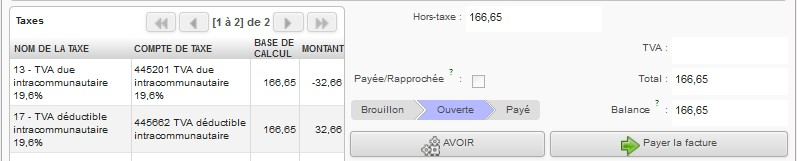 Taxes
[1 à 2] de 2
NOM DE LA TAXE COMPTE DE TAXE BASE DE CALCUL MONTANT
13 - TVA due intracommunautaire 19,6% 445201 TVA due intracommunautaire 19,6% 166,65 -32,66
17 - TVA déductible intracommunautaire 19,6% 445662 TVA déductible intracommunautaire 166,65 32,66
Hors-taxe : 166,65
TVA :
Payée/Rapprochée ? :
Total : 166,65
Brouillon Ouverte Payé
Balance ? : 166,65
AVOIR
Payer la facture